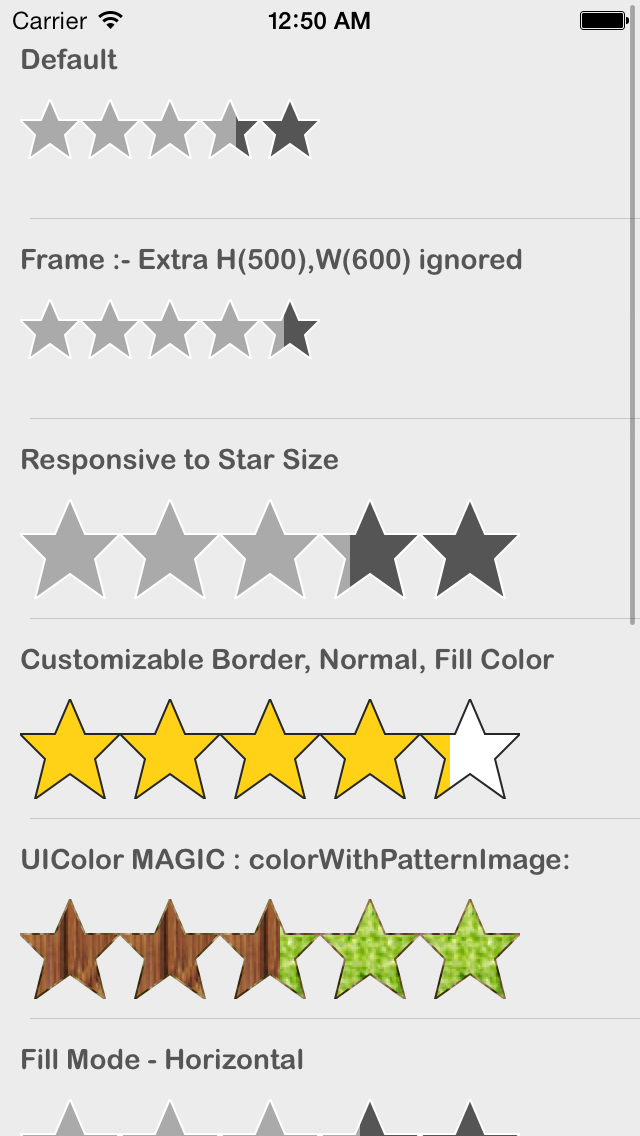 Carrier 12:50 AM
Default
Frame :- Extra H(500),W(600) ignored
Responsive to Star Size
Customizable Border, Normal, Fill Color
UIColor MAGIC : colorWithPatternImage:
Fill Mode - Horizontal